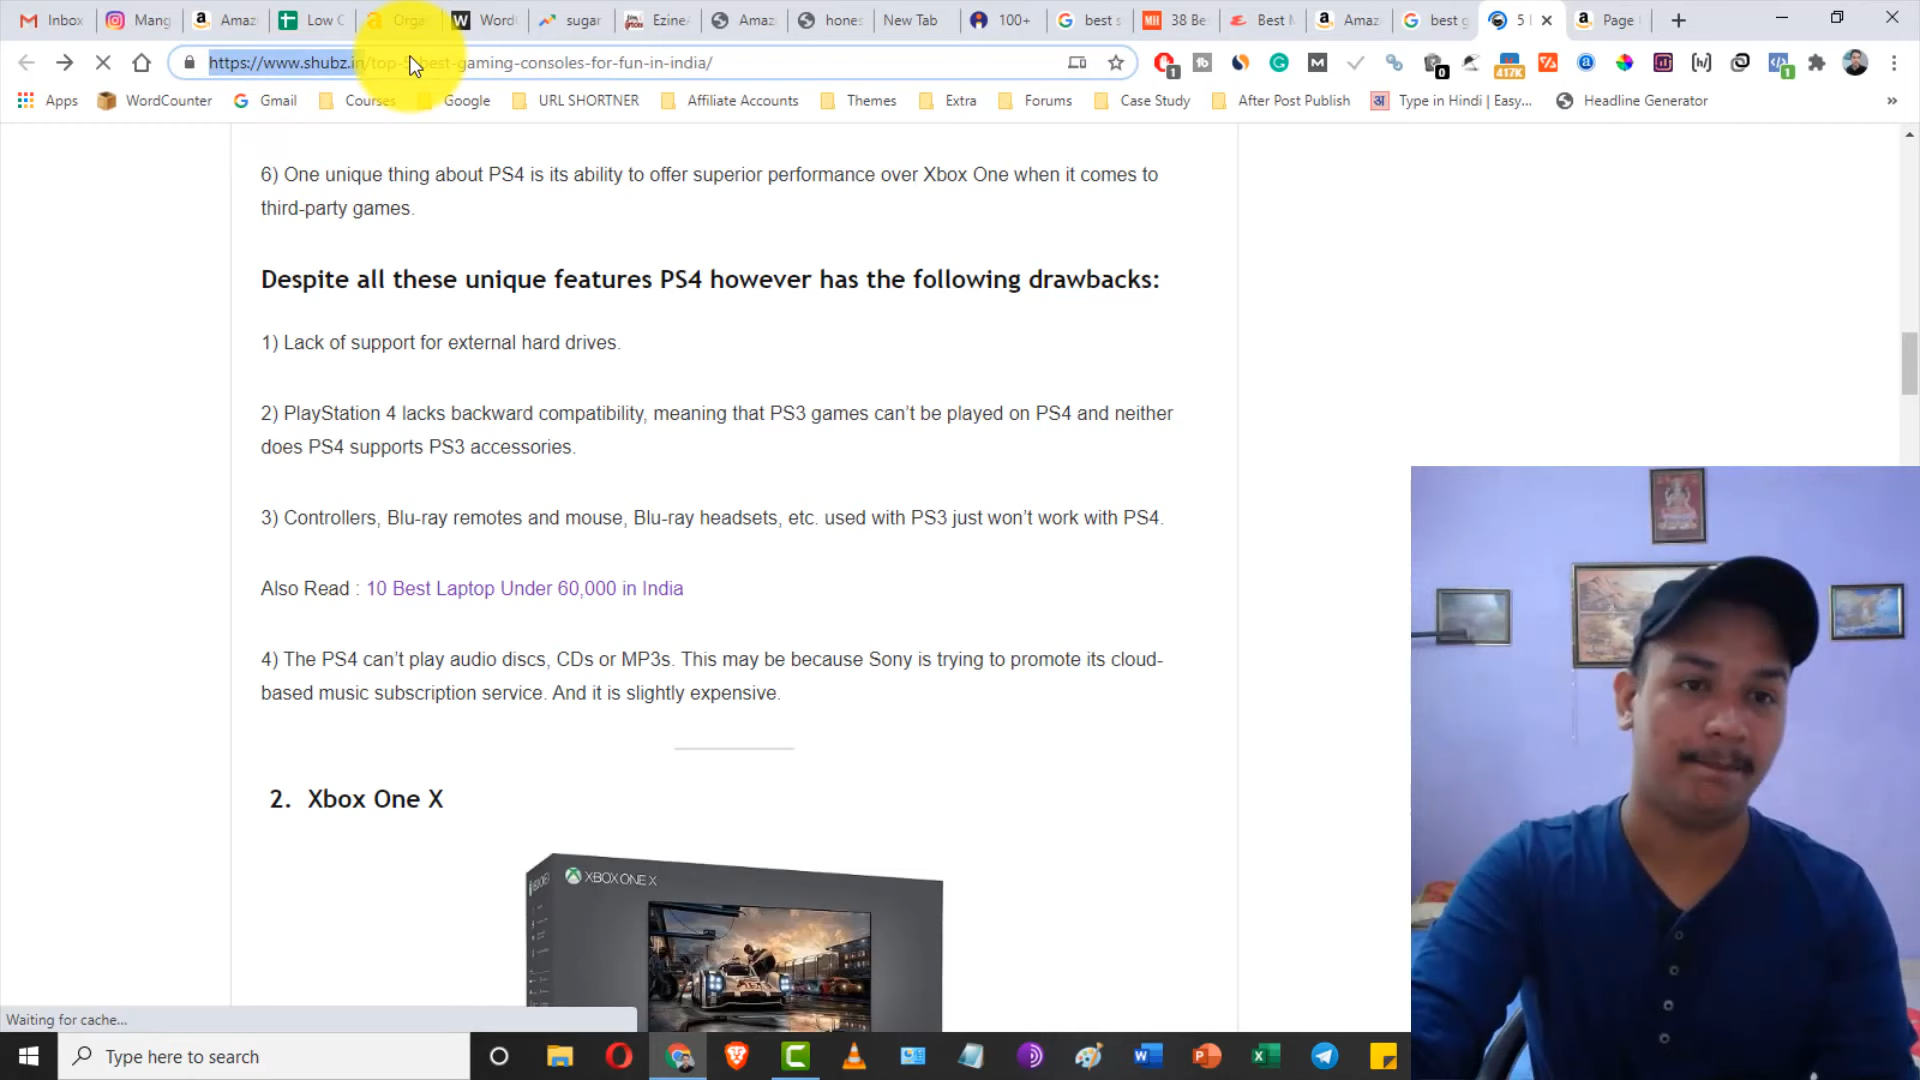 Inbox
Mang
Amaz
Low C
Orga
Word
sugar
EzineA
Amaz
hones
New Tab
100+
best s
38 Be
Best M
Amaz
best g
5 |
Page
https://www.shubz.in/top-5-best-gaming-consoles-for-fun-in-india/
Apps
WordCounter
Gmail
Courses
Google
URL SHORTNER
Affiliate Accounts
Themes
Extra
Forums
Case Study
After Post Publish
Type in Hindi | Easy...
Headline Generator
6) One unique thing about PS4 is its ability to offer superior performance over Xbox One when it comes to
third-party games.
Despite all these unique features PS4 however has the following drawbacks:
1) Lack of support for external hard drives.
2) PlayStation 4 lacks backward compatibility, meaning that PS3 games can't be played on PS4 and neither
does PS4 supports PS3 accessories.
3) Controllers, Blu-ray remotes and mouse, Blu-ray headsets, etc. used with PS3 just won't work with PS4.
Also Read : 10 Best Laptop Under 60,000 in India
4) The PS4 can't play audio discs, CDs or MP3s. This may be because Sony is trying to promote its cloud-
based music subscription service. And it is slightly expensive.
2. Xbox One X
XBOX ONE X
Waiting for cache...
Type here to search